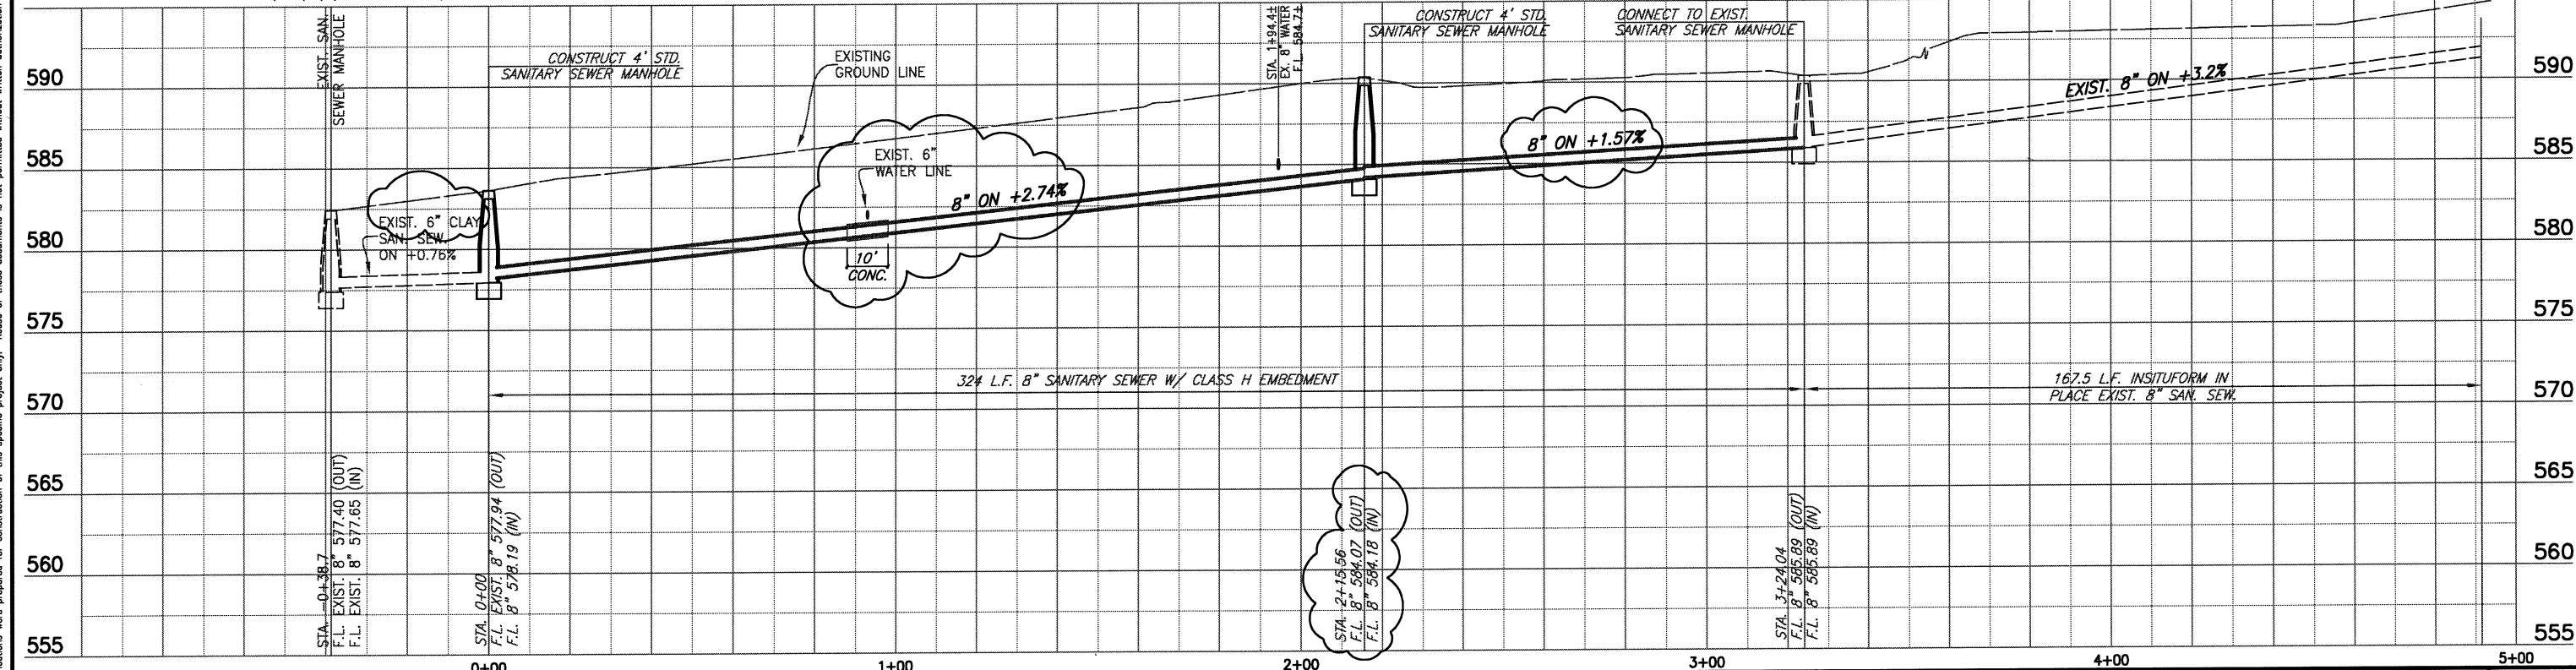 EXIST. SAN.
SEWER MANHOLE
CONSTRUCT 4' STD.
SANITARY SEWER MANHOLE
EXISTING
GROUND LINE
STA. 1+94.4±
EX. 8" WATER
F.L. 584.7±
CONSTRUCT 4' STD.
SANITARY SEWER MANHOLE
CONNECT TO EXIST.
SANITARY SEWER MANHOLE
590
590
EXIST. 8" ON +3.2%
8" ON +1.57%
EXIST. 6"
WATER LINE
585
585
8" ON +2.74%
EXIST. 6" CLAY
SAN. SEW.
ON +0.76%
580
580
10'
CONC.
575
575
324 L.F. 8" SANITARY SEWER W/ CLASS H EMBEDMENT
167.5 L.F. INSITUFORM IN
PLACE EXIST. 8" SAN. SEW.
570
570
565
565
STA. -0+38.7
F.L. EXIST. 8" 577.40 (OUT)
F.L. EXIST. 8" 577.65 (IN)
STA. 0+00
F.L. EXIST. 8" 577.94 (OUT)
F.L. 8" 578.19 (IN)
STA. 2+15.56
F.L. 8" 584.07 (OUT)
F.L. 8" 584.18 (IN)
STA. 3+24.04
F.L. 8" 585.89 (OUT)
F.L. 8" 585.89 (IN)
560
560
555
555
0+00
1+00
2+00
3+00
4+00
5+00